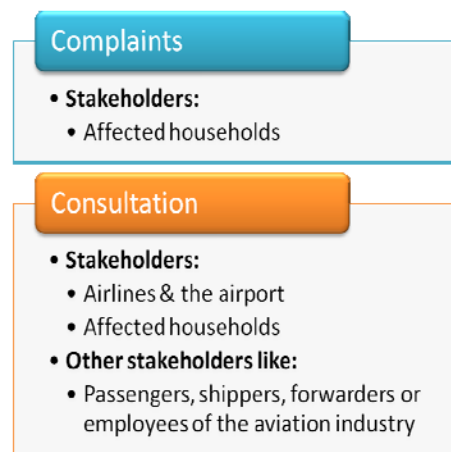 Complaints
• Stakeholders:
• Affected households
Consultation
• Stakeholders:
• Airlines & the airport
• Affected households
• Other stakeholders like:
• Passengers, shippers, forwarders or
employees of the aviation industry